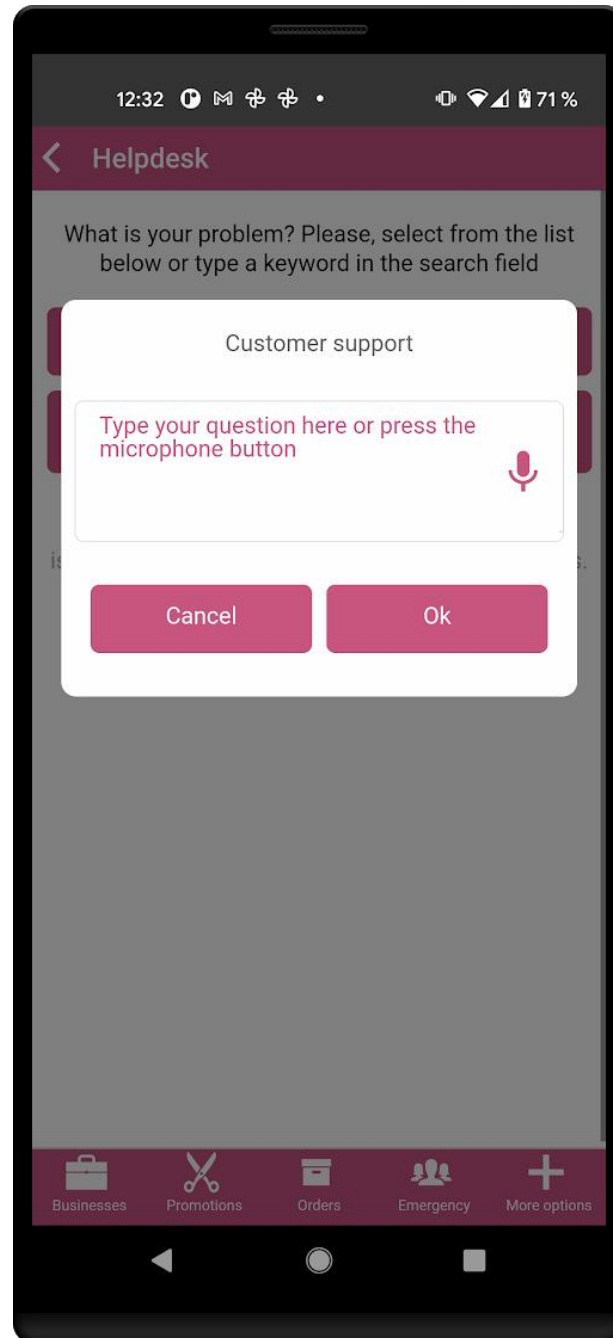 12:32
71 %
Helpdesk
What is your problem? Please, select from the list
below or type a keyword in the search field
Customer support
Type your question here or press the
microphone button
Cancel
Ok
Businesses
Promotions
Orders
Emergency
More options